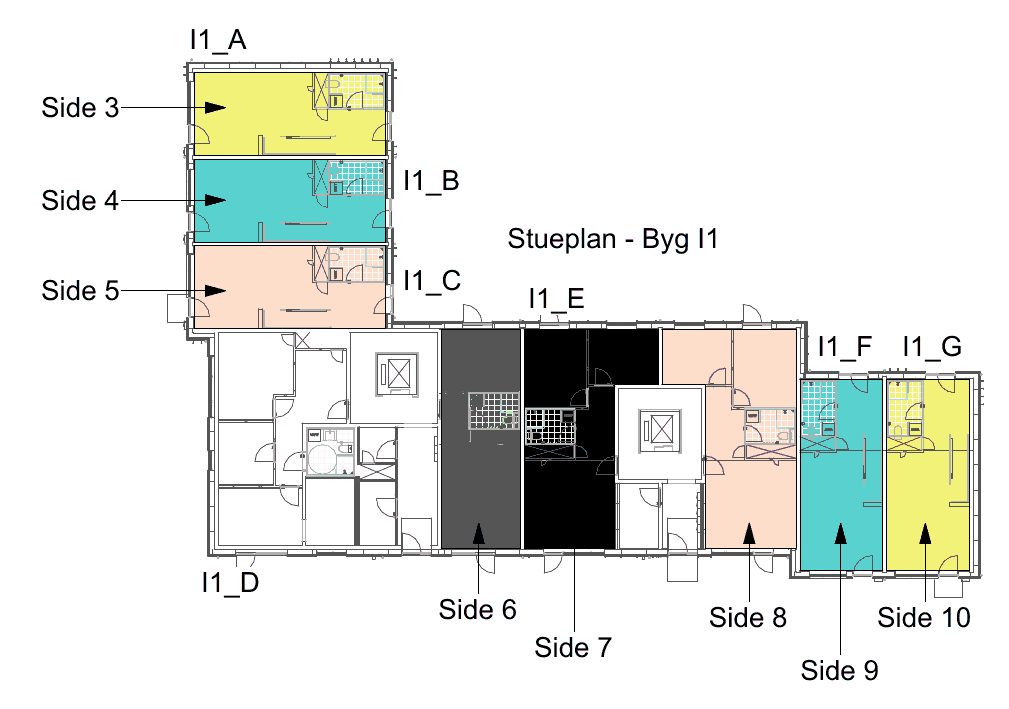 I1_A
Side 3
I1_B
Side 4
Stueplan - Byg I1
I1_C
Side 5
I1_E
I1_F
I1_G
I1_D
Side 6
Side 8
Side 10
Side 7
Side 9